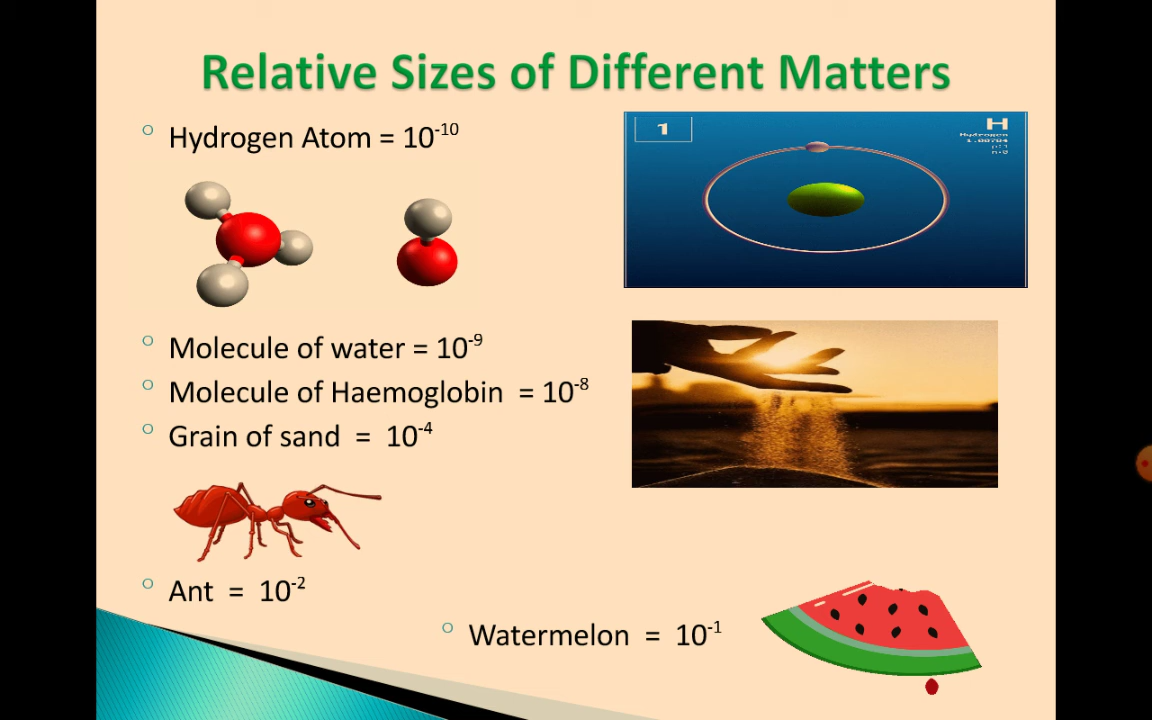 Relative Sizes of Different Matters
Hydrogen Atom = 10⁻¹⁰
1
H
Hydrogen
Molecule of water = 10⁻⁹
Molecule of Haemoglobin = 10⁻⁸
Grain of sand = 10⁻⁴
Ant = 10⁻²
Watermelon = 10⁻¹